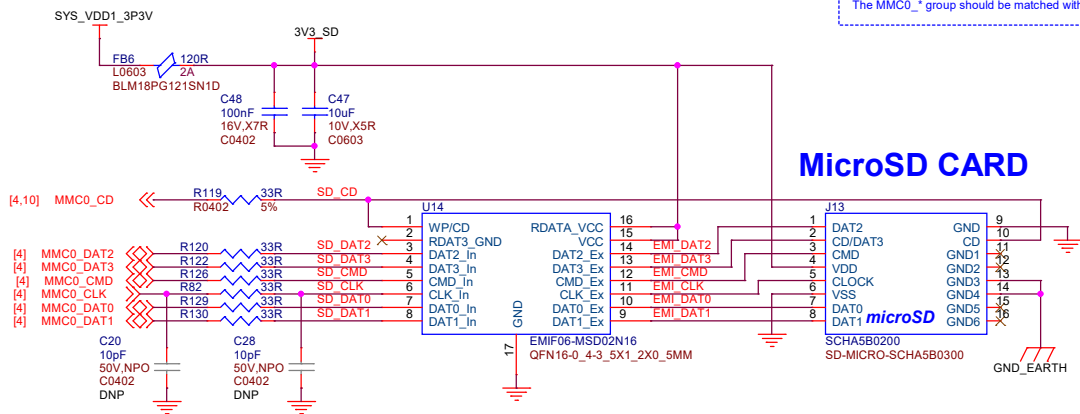 The MMC0_* group should be matched with
SYS_VDD1_3P3V
3V3_SD
FB6 120R
L0603 2A
BLM18PG121SN1D
C48
100nF
16V,X7R
C0402
C47
10uF
10V,X5R
C0603
MicroSD CARD
[4,10] MMC0_CD R119 33R SD_CD
R0402 5%
U14
J13
1 WP/CD RDATA_VCC 16
2 RDAT3_GND VCC 15
[4] MMC0_DAT2 R120 33R SD_DAT2 3 DAT2_In DAT2_Ex 14 EMI_DAT2
[4] MMC0_DAT3 R122 33R SD_DAT3 4 DAT3_In DAT3_Ex 13 EMI_DAT3
[4] MMC0_CMD R126 33R SD_CMD 5 CMD_In CMD_Ex 12 EMI_CMD
[4] MMC0_CLK R82 33R SD_CLK 6 CLK_In CLK_Ex 11 EMI_CLK
[4] MMC0_DAT0 R129 33R SD_DAT0 7 DAT0_In DAT0_Ex 10 EMI_DAT0
[4] MMC0_DAT1 R130 33R SD_DAT1 8 DAT1_In DAT1_Ex 9 EMI_DAT1
GND
17
EMIF06-MSD02N16
QFN16-0_4-3_5X1_2X0_5MM
1 DAT2 GND 9
2 CD/DAT3 CD 10
3 CMD GND1 11
4 VDD GND2 12
5 CLOCK GND3 13
6 VSS GND4 14
7 DAT0 GND5 15
8 DAT1 microSD GND6 16
SCHA5B0200
SD-MICRO-SCHA5B0300
GND_EARTH
C20
10pF
50V,NPO
C0402
DNP
C28
10pF
50V,NPO
C0402
DNP